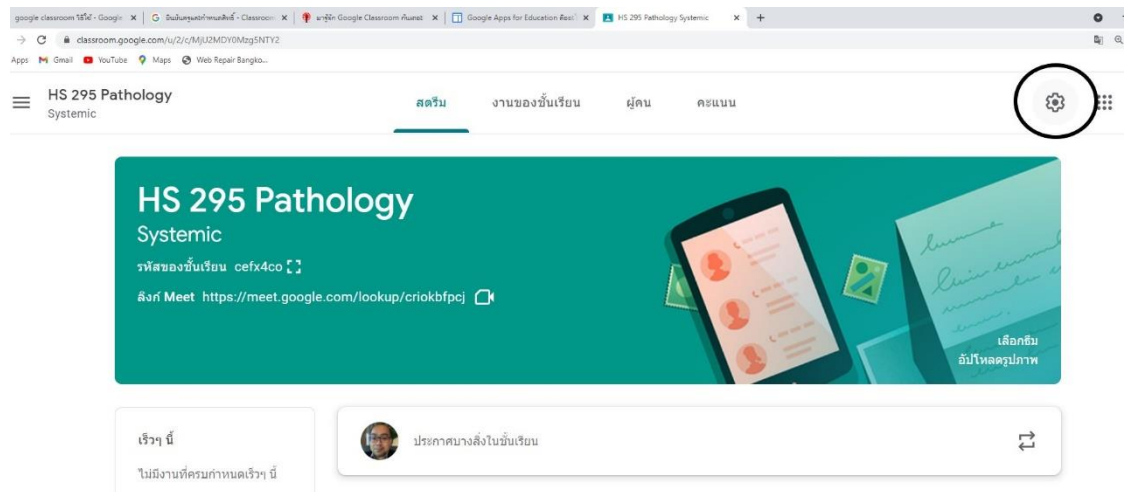 google classroom วิธีใช้ - Google
Google Apps for Education คืออะไ
HS 295 Pathology Systemic
classroom.google.com/u/2/c/MjU2MDY0Mzg5NTY2
Apps Gmail YouTube Maps Web Repair Bangko...
HS 295 Pathology
Systemic
สตรีม งานของชั้นเรียน ผู้คน คะแนน
HS 295 Pathology
Systemic
รหัสของชั้นเรียน cefx4co
ลิงก์ Meet https://meet.google.com/lookup/criokbfpcj
เลือกธีม
อัปโหลดรูปภาพ
เร็วๆ นี้
ไม่มีงานที่ครบกำหนดเร็วๆ นี้
ประกาศบางสิ่งในชั้นเรียน